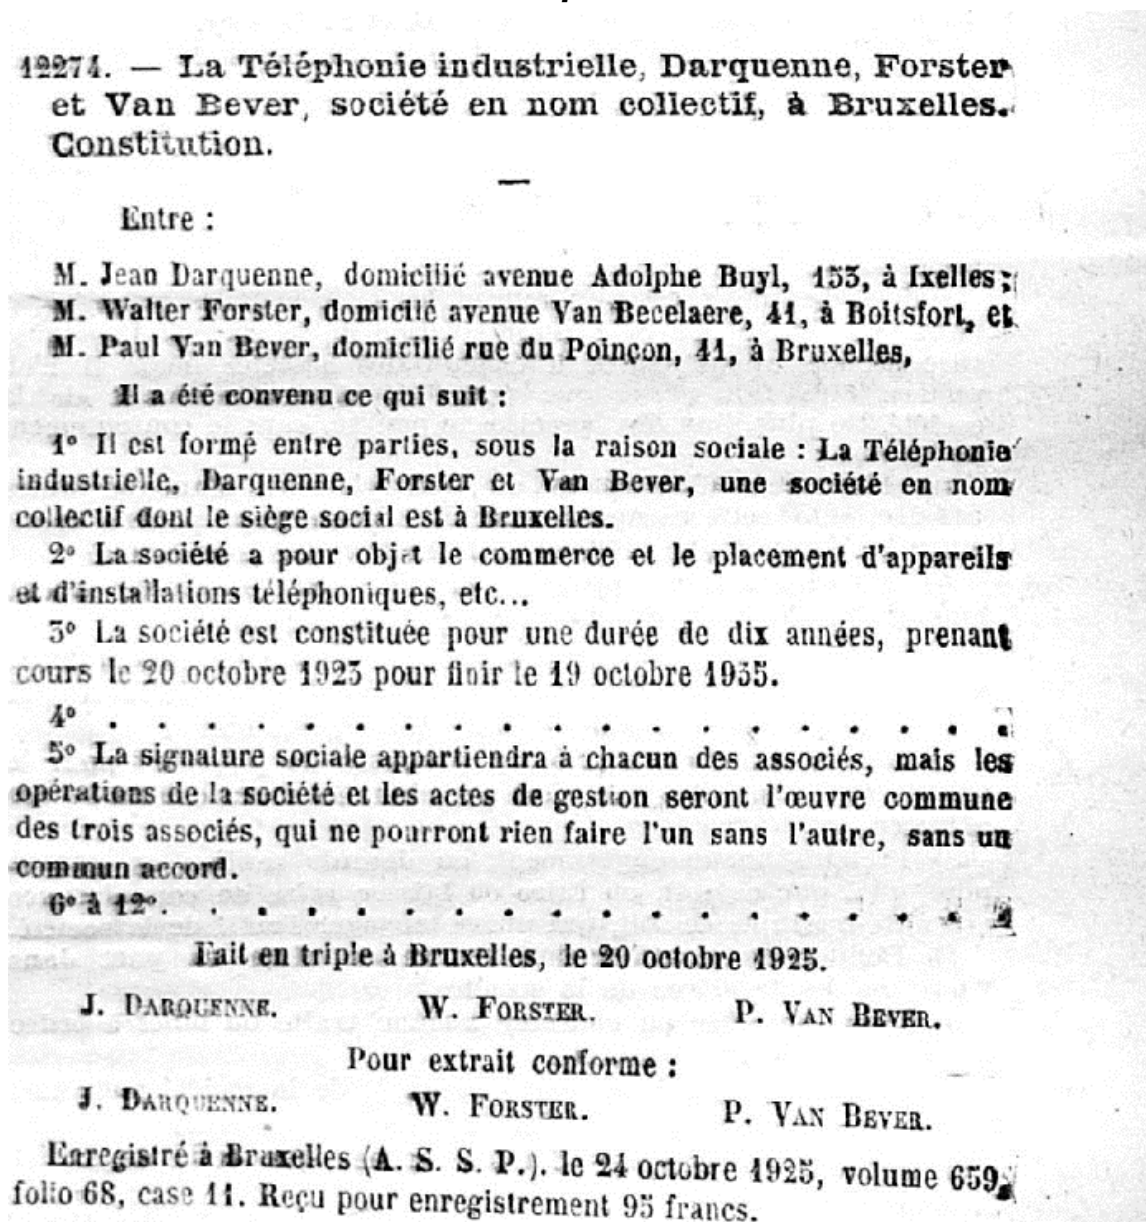 12274. — La Téléphonie industrielle, Darquenne, Forster
et Van Bever, société en nom collectif, à Bruxelles.
Constitution.
—
Entre :
M. Jean Darquenne, domicilié avenue Adolphe Buyl, 153, à Ixelles;
M. Walter Forster, domicilié avenue Van Becelaere, 41, à Boitsfort, et
M. Paul Van Bever, domicilié rue du Poinçon, 41, à Bruxelles,
Il a été convenu ce qui suit :
1° Il est formé entre parties, sous la raison sociale : La Téléphonie
industrielle, Darquenne, Forster et Van Bever, une société en nom
collectif dont le siège social est à Bruxelles.
2° La société a pour objet le commerce et le placement d'appareils
et d'installations téléphoniques, etc...
3° La société est constituée pour une durée de dix années, prenant
cours le 20 octobre 1925 pour finir le 19 octobre 1935.
4° . . . . . . . . . . . . . . . . . . .
5° La signature sociale appartiendra à chacun des associés, mais les
opérations de la société et les actes de gestion seront l'œuvre commune
des trois associés, qui ne pourront rien faire l'un sans l'autre, sans un
commun accord.
6° à 12°. . . . . . . . . . . . . . . . . .
Fait en triple à Bruxelles, le 20 octobre 1925.
J. DARQUENNE. W. FORSTER. P. VAN BEVER.
Pour extrait conforme :
J. DARQUENNE. W. FORSTER. P. VAN BEVER.
Enregistré à Bruxelles (A. S. S. P.). le 24 octobre 1925, volume 659,
folio 68, case 11. Reçu pour enregistrement 95 francs.